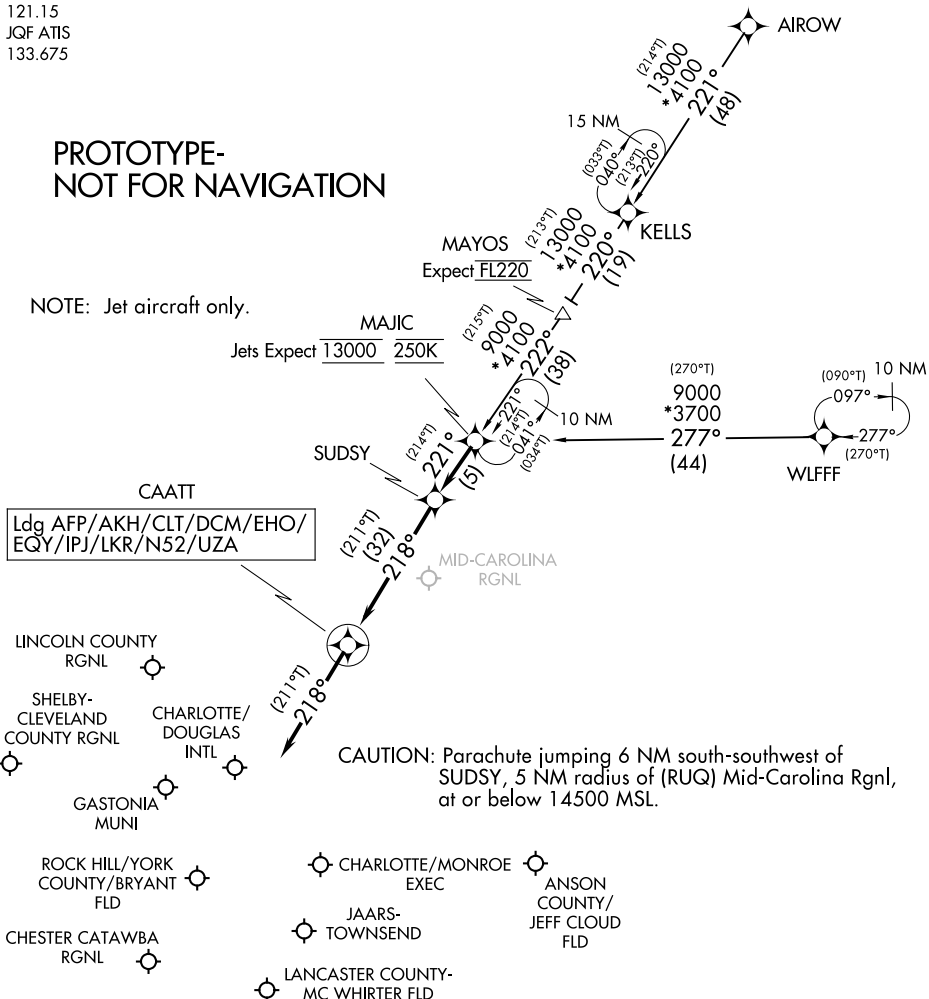 121.15
JQF ATIS
133.675
AIROW
(214°T)
13000
*4100
221°
(48)
15 NM
(033°T)
040°
(213°T)
220°
PROTOTYPE-
NOT FOR NAVIGATION
KELLS
(213°T)
13000
*4100
220°
(19)
MAYOS
Expect FL220
NOTE: Jet aircraft only.
MAJIC
Jets Expect 13000 250K
(215°T)
9000
*4100
222°
(38)
221°
(214°T)
041°
(034°T)
10 NM
(270°T)
9000
*3700
277°
(44)
(090°T)
097°
10 NM
277°
(270°T)
WLFFF
(214°T)
221°
(5)
SUDSY
CAATT
Ldg AFP/AKH/CLT/DCM/EHO/
EQY/IPJ/LKR/N52/UZA
(211°T)
(32)
218°
MID-CAROLINA
RGNL
LINCOLN COUNTY
RGNL
(211°T)
218°
SHELBY-
CLEVELAND
COUNTY RGNL
CHARLOTTE/
DOUGLAS
INTL
GASTONIA
MUNI
CAUTION: Parachute jumping 6 NM south-southwest of
SUDSY, 5 NM radius of (RUQ) Mid-Carolina Rgnl,
at or below 14500 MSL.
ROCK HILL/YORK
COUNTY/BRYANT
FLD
CHARLOTTE/MONROE
EXEC
ANSON
COUNTY/
JEFF CLOUD
FLD
JAARS-
TOWNSEND
CHESTER CATAWBA
RGNL
LANCASTER COUNTY-
MC WHIRTER FLD